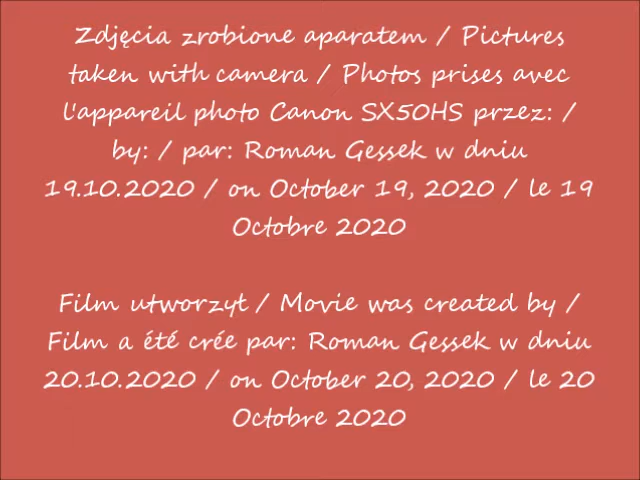 Zdjęcia zrobione aparatem / Pictures
taken with camera / Photos prises avec
l'appareil photo Canon SX50HS przez: /
by: / par: Roman Gessek w dniu
19.10.2020 / on October 19, 2020 / le 19
Octobre 2020
Film utworzył / Movie was created by /
Film a été crée par: Roman Gessek w dniu
20.10.2020 / on October 20, 2020 / le 20
Octobre 2020